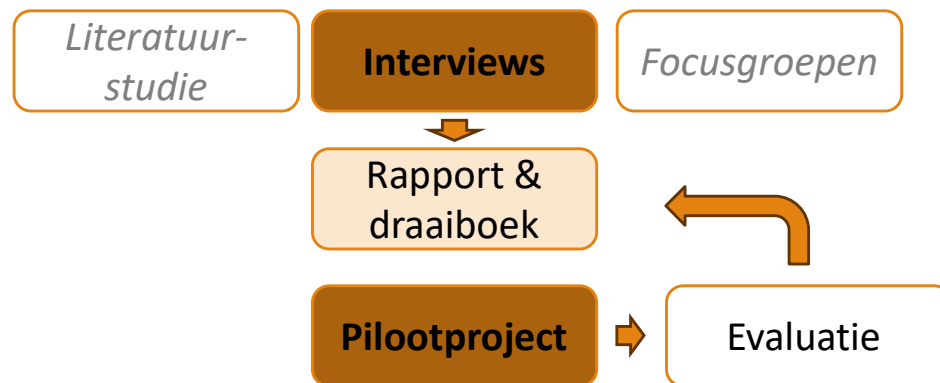 Literatuur-
studie
Interviews
Focusgroepen
Rapport &
draaiboek
Pilootproject
Evaluatie